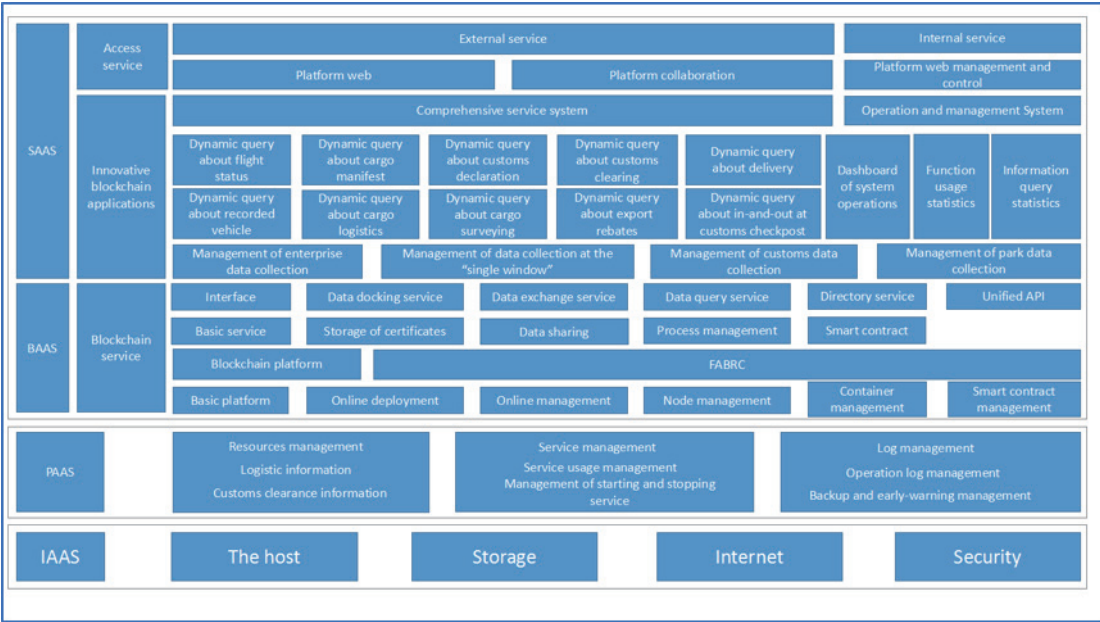 SAAS
Access
service
External service
Internal service
Platform web
Platform collaboration
Platform web management and
control
Innovative
blockchain
applications
Comprehensive service system
Operation and management System
Dynamic query
about flight
status
Dynamic query
about cargo
manifest
Dynamic query
about customs
declaration
Dynamic query
about customs
clearing
Dynamic query
about delivery
Dashboard
of system
operations
Function
usage
statistics
Information
query
statistics
Dynamic query
about recorded
vehicle
Dynamic query
about cargo
logistics
Dynamic query
about cargo
surveying
Dynamic query
about export
rebates
Dynamic query
about in-and-out at
customs checkpost
Management of enterprise
data collection
Management of data collection at the
“single window”
Management of customs data
collection
Management of park data
collection
BAAS
Blockchain
service
Interface
Data docking service
Data exchange service
Data query service
Directory service
Unified API
Basic service
Storage of certificates
Data sharing
Process management
Smart contract
Blockchain platform
FABRC
Basic platform
Online deployment
Online management
Node management
Container
management
Smart contract
management
PAAS
Resources management
Logistic information
Customs clearance information
Service management
Service usage management
Management of starting and stopping
service
Log management
Operation log management
Backup and early-warning management
IAAS
The host
Storage
Internet
Security